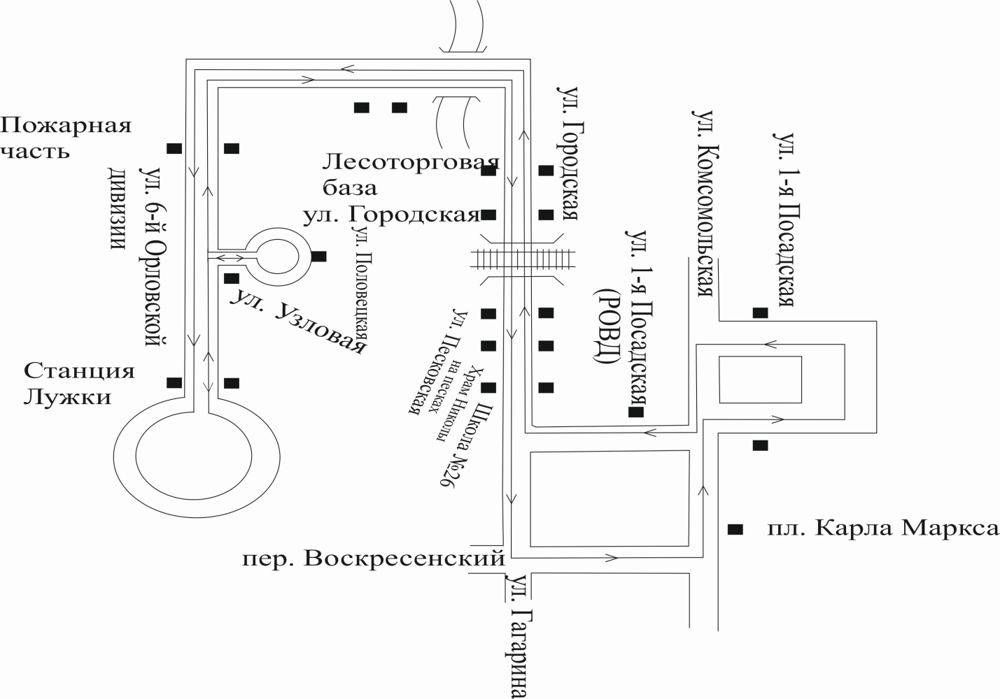 Пожарная
часть
ул. 6-й Орловской
дивизии
Лесоторговая
база
ул. Городская
ул. Городская
ул. Комсомольская
ул. 1-я Посадская
ул. 1-я Посадская
(РОВД)
ул. Половецкая
ул. Узловая
Станция
Лужки
ул. Песковская
Храм Николы
на песках
Школа №26
пл. Карла Маркса
пер. Воскресенский
ул. Гагарина